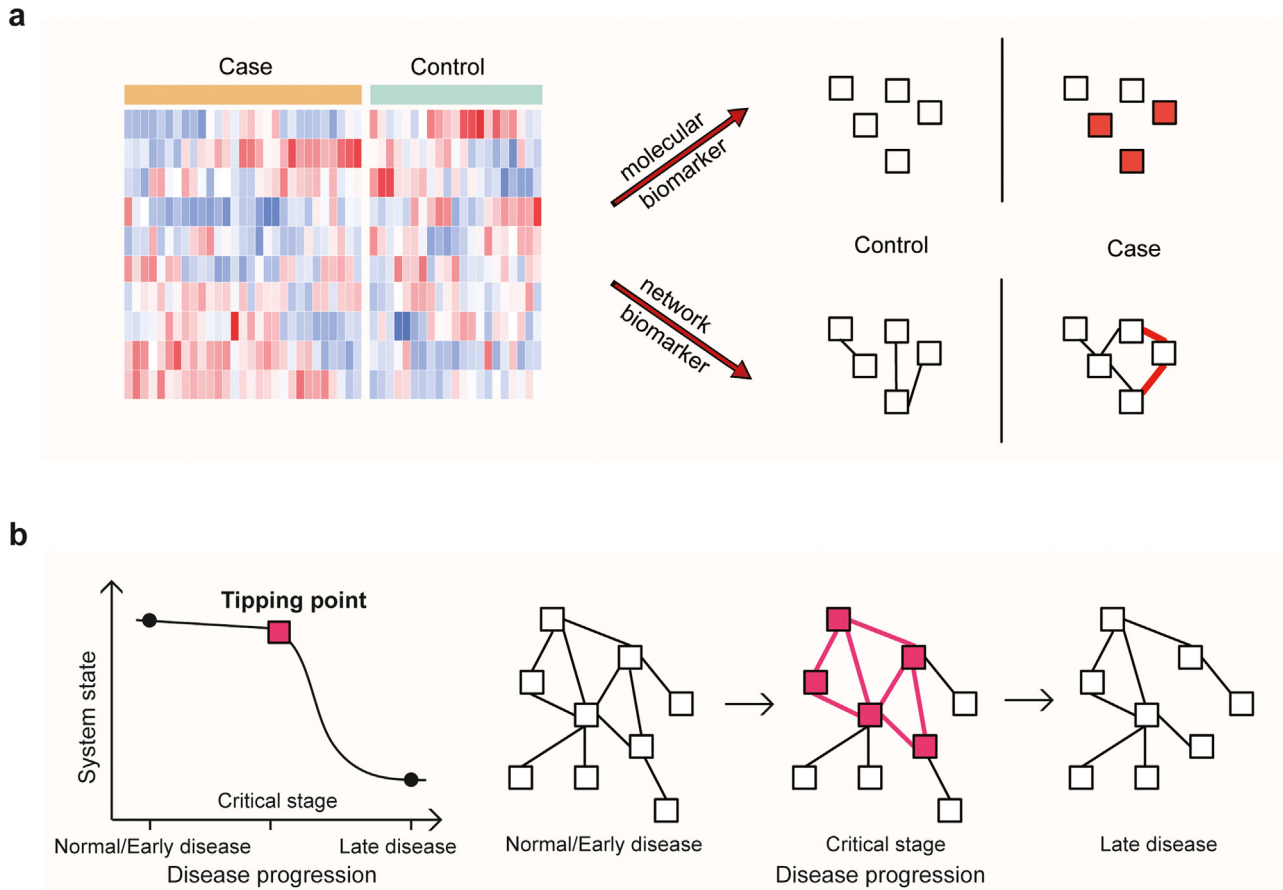 a
Case
Control
molecular
biomarker
Control
Case
network
biomarker
b
Tipping point
System state
Critical stage
Normal/Early disease
Late disease
Disease progression
Normal/Early disease
Critical stage
Late disease
Disease progression